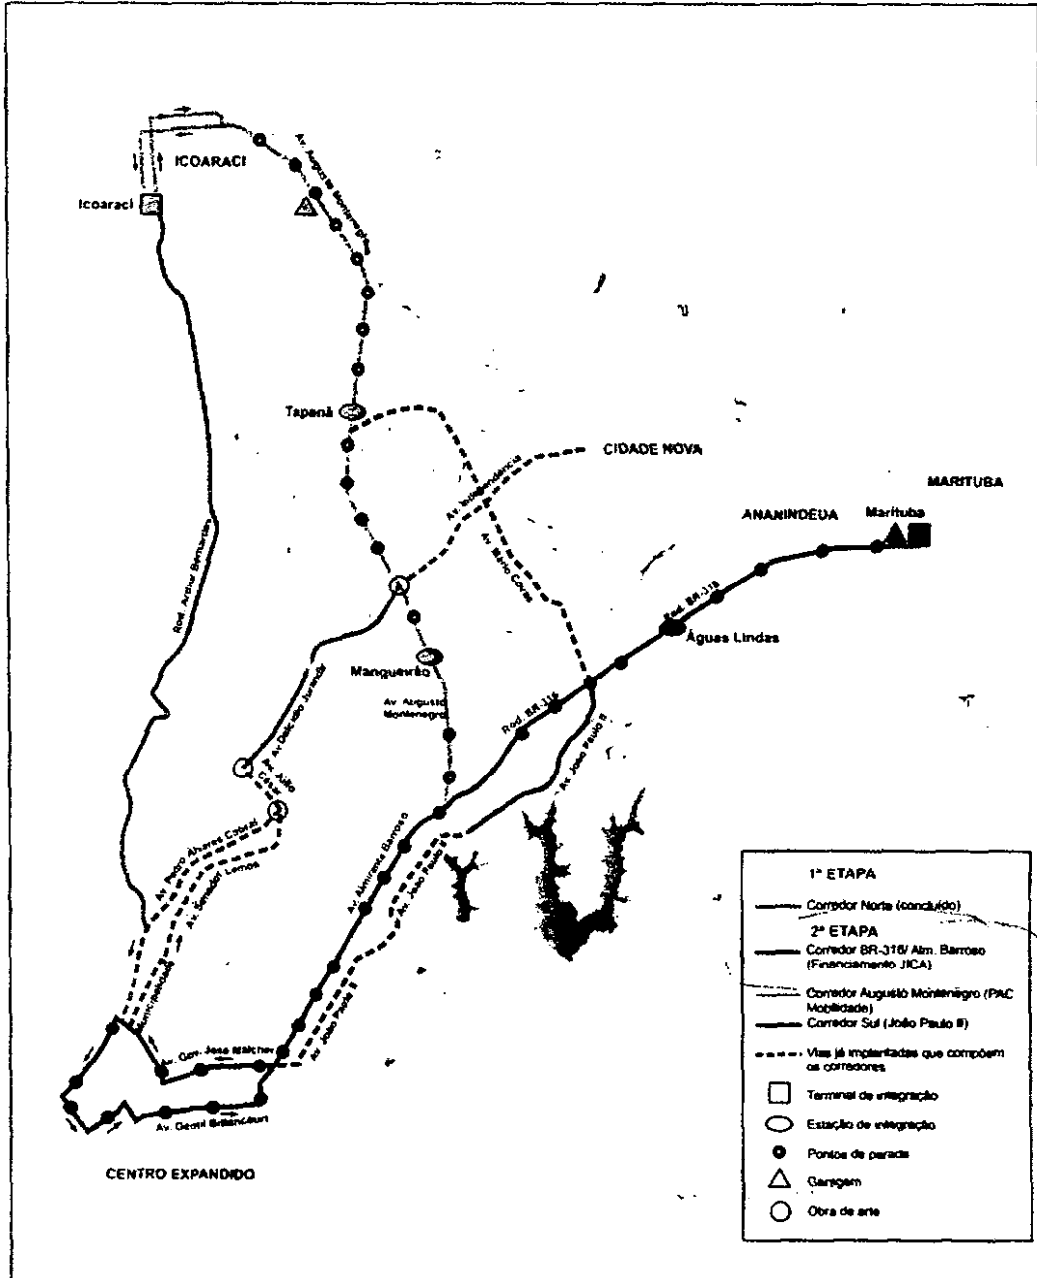 ICOARACI
Icoaraci
Av. Augusto Montenegro
Tapanã
CIDADE NOVA
Av. Independência
MARITUBA
ANANINDEUA
Marituba
Rod. Arthur Bernardes
Av. Mário Covas
Rod. BR-316
Águas Lindas
Mangueirão
Av. Augusto
Montenegro
Av. Dalcídio Jurandir
Rod. BR-316
Av. João Paulo II
Av. Júlio
César
Av. Pedro Álvares Cabral
Av. Senador Lemos
Av. Almirante Barroso
Av. João Paulo II
Municipalidade
Av. João Paulo II
Av. Gov. José Malcher
Av. Gentil Bittencourt
CENTRO EXPANDIDO
1ª ETAPA
Corredor Norte (concluído)
2ª ETAPA
Corredor BR-316/ Alm. Barroso
(Financiamento JICA)
Corredor Augusto Montenegro (PAC
Mobilidade)
Corredor Sul (João Paulo II)
Vias já implantadas que compõem
os corredores
Terminal de integração
Estação de integração
Pontos de parada
Garagem
Obra de arte